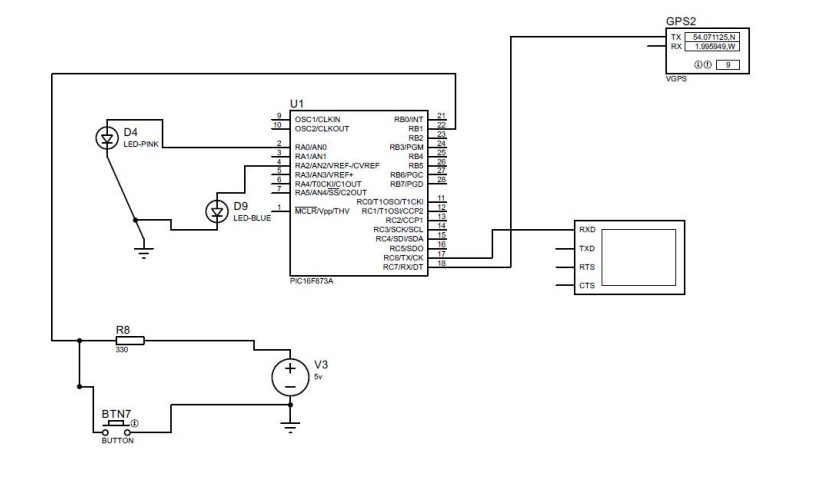 GPS2
TX 54.071125,N
RX 1.995949,W
9
VGPS
U1
9 OSC1/CLKIN RB0/INT 21
10 OSC2/CLKOUT RB1 22
RB2 23
2 RA0/AN0 RB3/PGM 24
3 RA1/AN1 RB4 25
4 RA2/AN2/VREF-/CVREF RB5 26
5 RA3/AN3/VREF+ RB6/PGC 27
6 RA4/T0CKI/C1OUT RB7/PGD 28
7 RA5/AN4/SS/C2OUT
RC0/T1OSO/T1CKI 11
1 MCLR/Vpp/THV RC1/T1OSI/CCP2 12
RC2/CCP1 13
RC3/SCK/SCL 14
RC4/SDI/SDA 15
RC5/SDO 16
RC6/TX/CK 17
RC7/RX/DT 18
PIC16F873A
D4
LED-PINK
D9
LED-BLUE
RXD
TXD
RTS
CTS
R8
330
V3
5v
BTN7
BUTTON